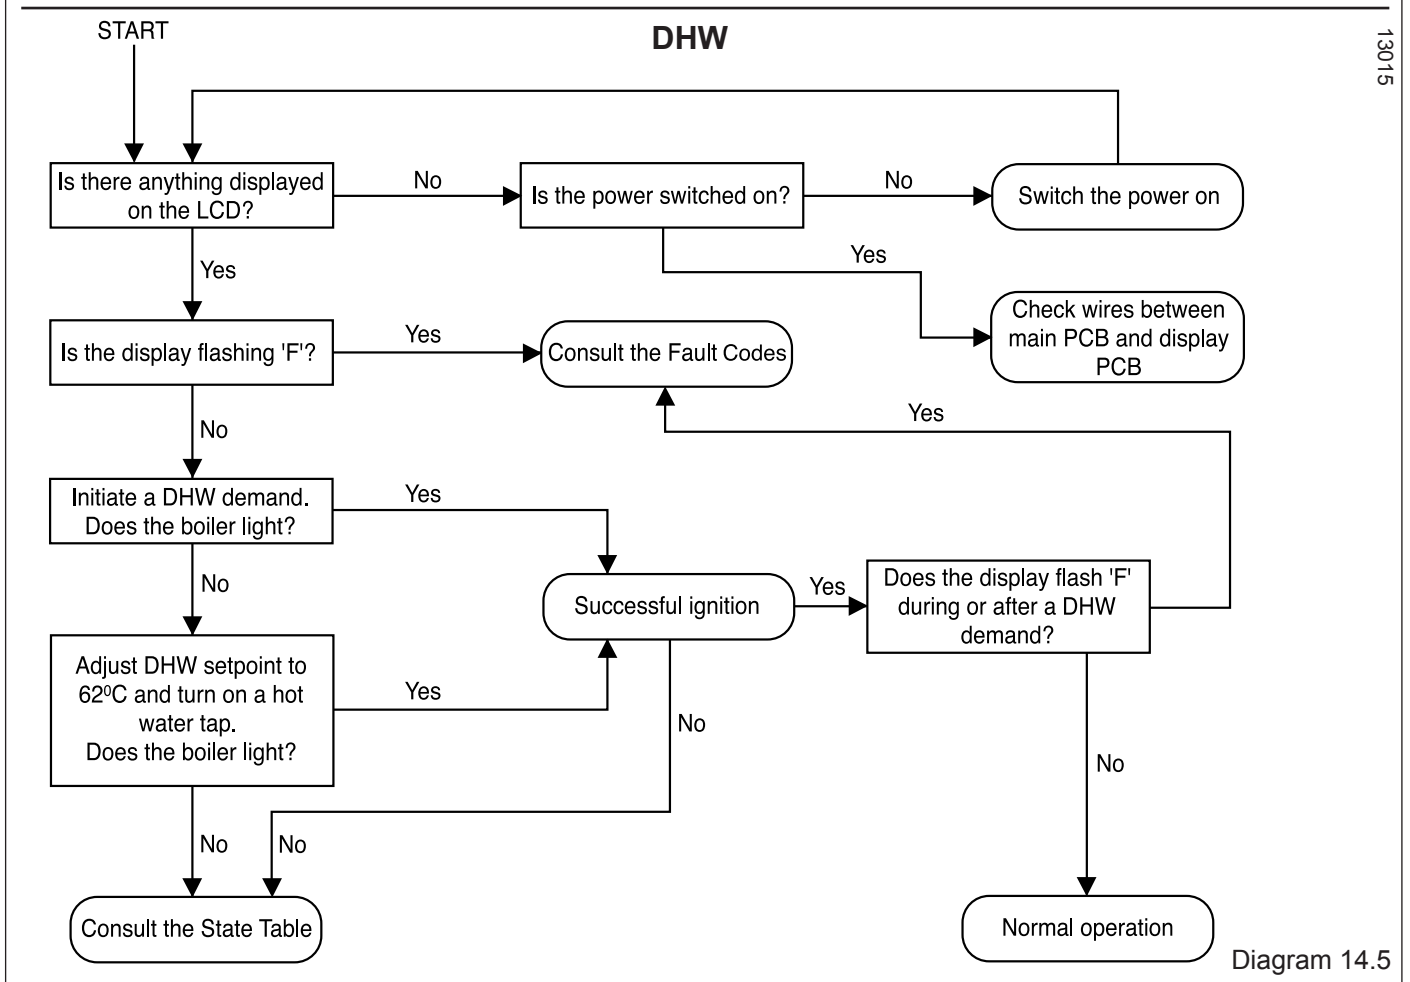 START
DHW
13015
Is there anything displayed
on the LCD?
No
Is the power switched on?
No
Switch the power on
Yes
Yes
Check wires between
main PCB and display
PCB
Is the display flashing 'F'?
Yes
Consult the Fault Codes
No
Yes
Initiate a DHW demand.
Does the boiler light?
Yes
No
Successful ignition
Yes
Does the display flash 'F'
during or after a DHW
demand?
Adjust DHW setpoint to
62⁰C and turn on a hot
water tap.
Does the boiler light?
Yes
No
No
No
No
Consult the State Table
Normal operation
Diagram 14.5